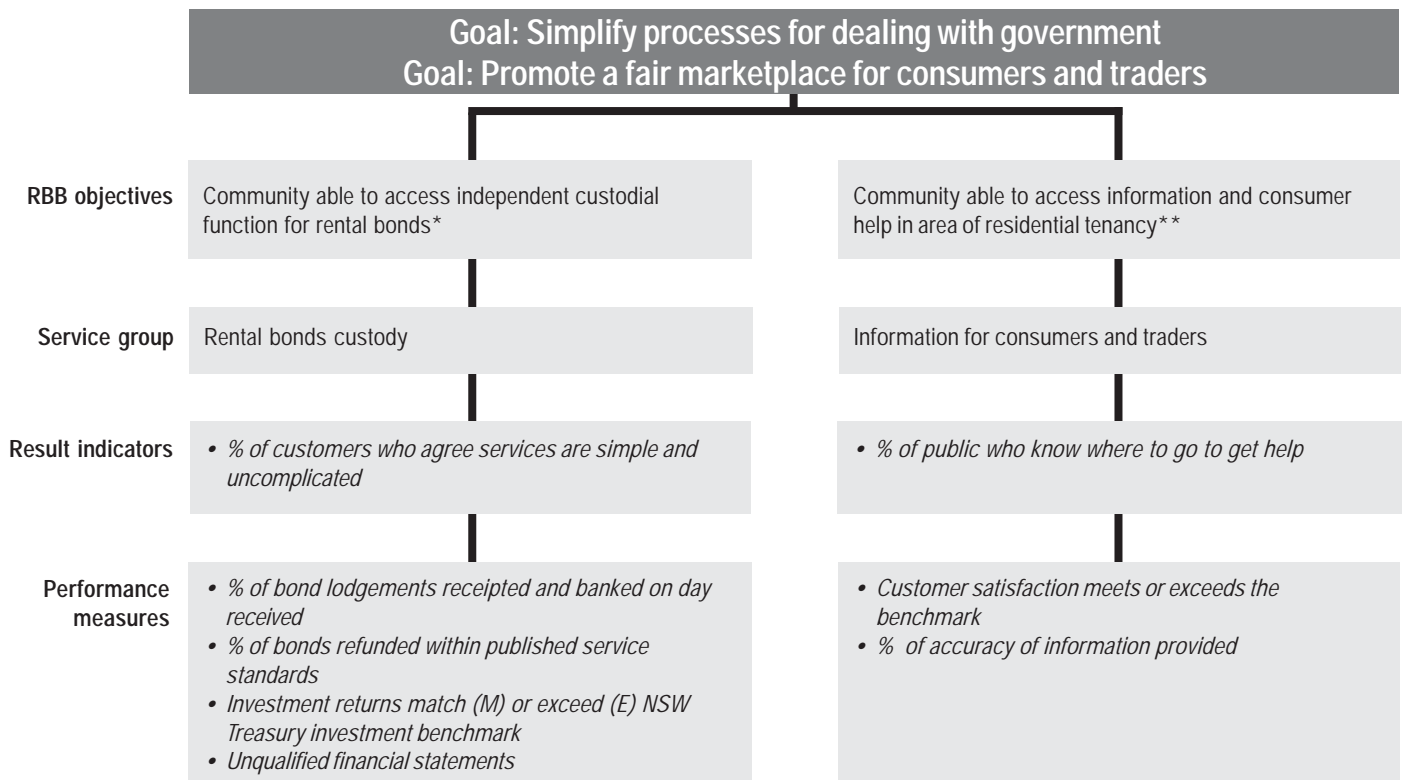 Goal: Simplify processes for dealing with government
Goal: Promote a fair marketplace for consumers and traders
RBB objectives
Community able to access independent custodial
function for rental bonds*
Community able to access information and consumer
help in area of residential tenancy**
Service group
Rental bonds custody
Information for consumers and traders
Result indicators
• % of customers who agree services are simple and
uncomplicated
• % of public who know where to go to get help
Performance
measures
• % of bond lodgements receipted and banked on day
received
• % of bonds refunded within published service
standards
• Investment returns match (M) or exceed (E) NSW
Treasury investment benchmark
• Unqualified financial statements
• Customer satisfaction meets or exceeds the
benchmark
• % of accuracy of information provided